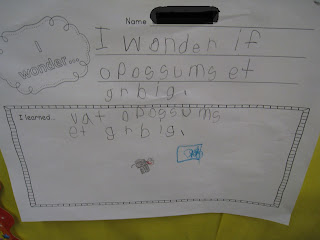 Name
I
wonder...
I Wonder if
opossums et
grbig.
I learned...
vat opossums
et grbig.